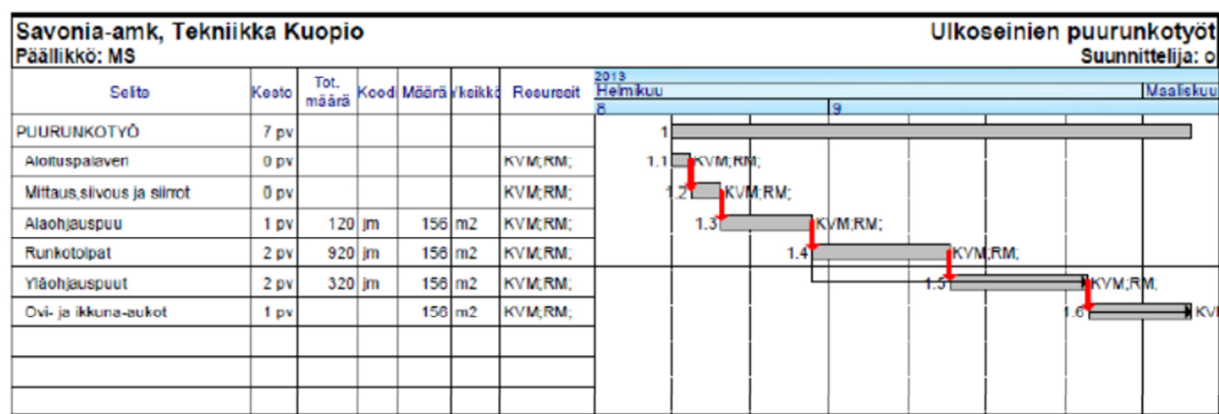 Savonia-amk, Tekniikka Kuopio Ulkoseinien puurunkotyöt
Päällikkö: MS Suunnittelija: o
Selite Kesto Tot. määrä Koodi Määrä Yksikkö Resurssit 2013
Helmikuu Maaliskuu
8 9
PUURUNKOTYÖ 7 pv 1
Aloituspalaveri 0 pv KVM;RM; 1.1 KVM;RM;
Mittaus,siivous ja siirrot 0 pv KVM;RM; 1.2 KVM;RM;
Alaohjauspuu 1 pv 120 jm 156 m2 KVM;RM; 1.3 KVM;RM;
Runkotolpat 2 pv 920 jm 156 m2 KVM;RM; 1.4 KVM;RM;
Yläohjauspuut 2 pv 320 jm 156 m2 KVM;RM; 1.5 KVM;RM;
Ovi- ja ikkuna-aukot 1 pv 156 m2 KVM;RM; 1.6 KV